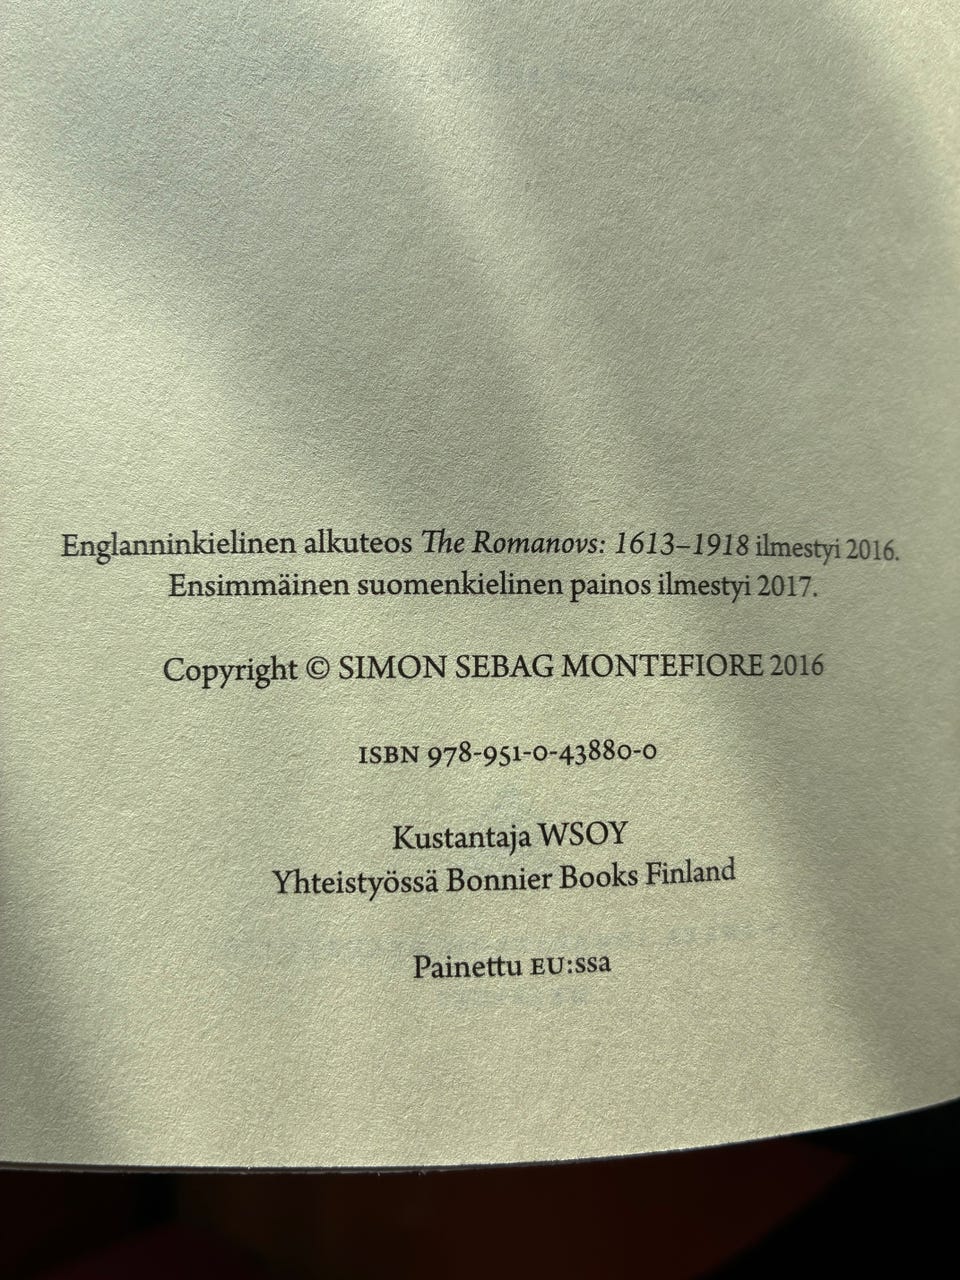 Englanninkielinen alkuteos The Romanovs: 1613–1918 ilmestyi 2016.
Ensimmäinen suomenkielinen painos ilmestyi 2017.
Copyright © SIMON SEBAG MONTEFIORE 2016
ISBN 978-951-0-43880-0
Kustantaja WSOY
Yhteistyössä Bonnier Books Finland
Painettu EU:ssa